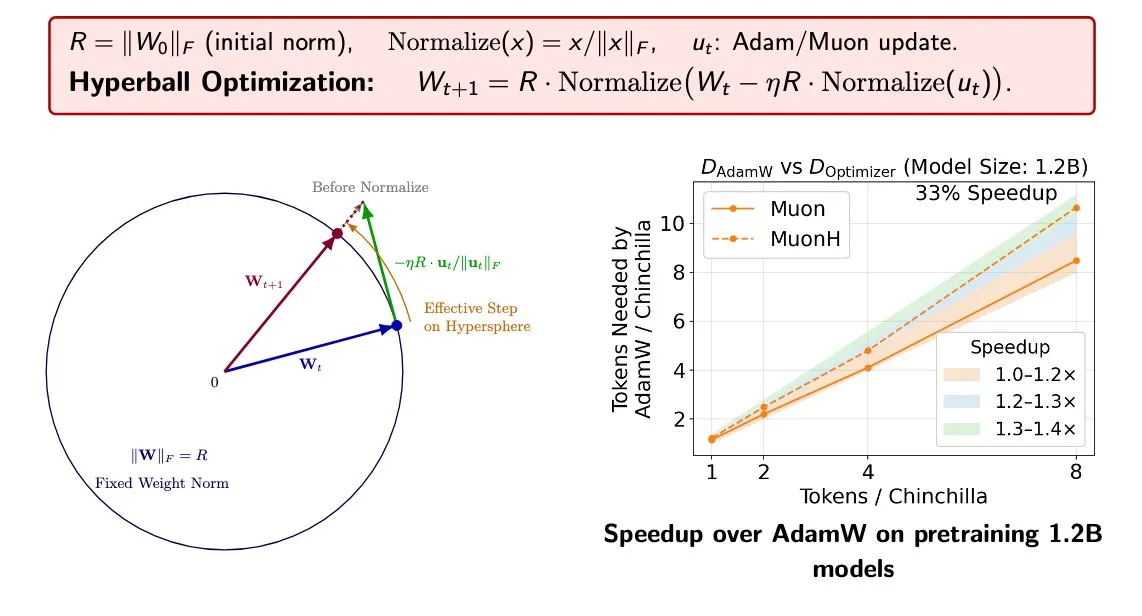 R = ‖W₀‖_F (initial norm), Normalize(x) = x/‖x‖_F, u_t: Adam/Muon update.
Hyperball Optimization: W_{t+1} = R · Normalize(W_t − ηR · Normalize(u_t)).
Before Normalize
−ηR · u_t/‖u_t‖_F
W_{t+1}
Effective Step
on Hypersphere
W_t
0
‖W‖_F = R
Fixed Weight Norm
D_AdamW vs D_Optimizer (Model Size: 1.2B)
33% Speedup
Muon
MuonH
Tokens Needed by
AdamW / Chinchilla
10
8
6
4
2
Speedup
1.0–1.2×
1.2–1.3×
1.3–1.4×
1 2 4 8
Tokens / Chinchilla
Speedup over AdamW on pretraining 1.2B
models